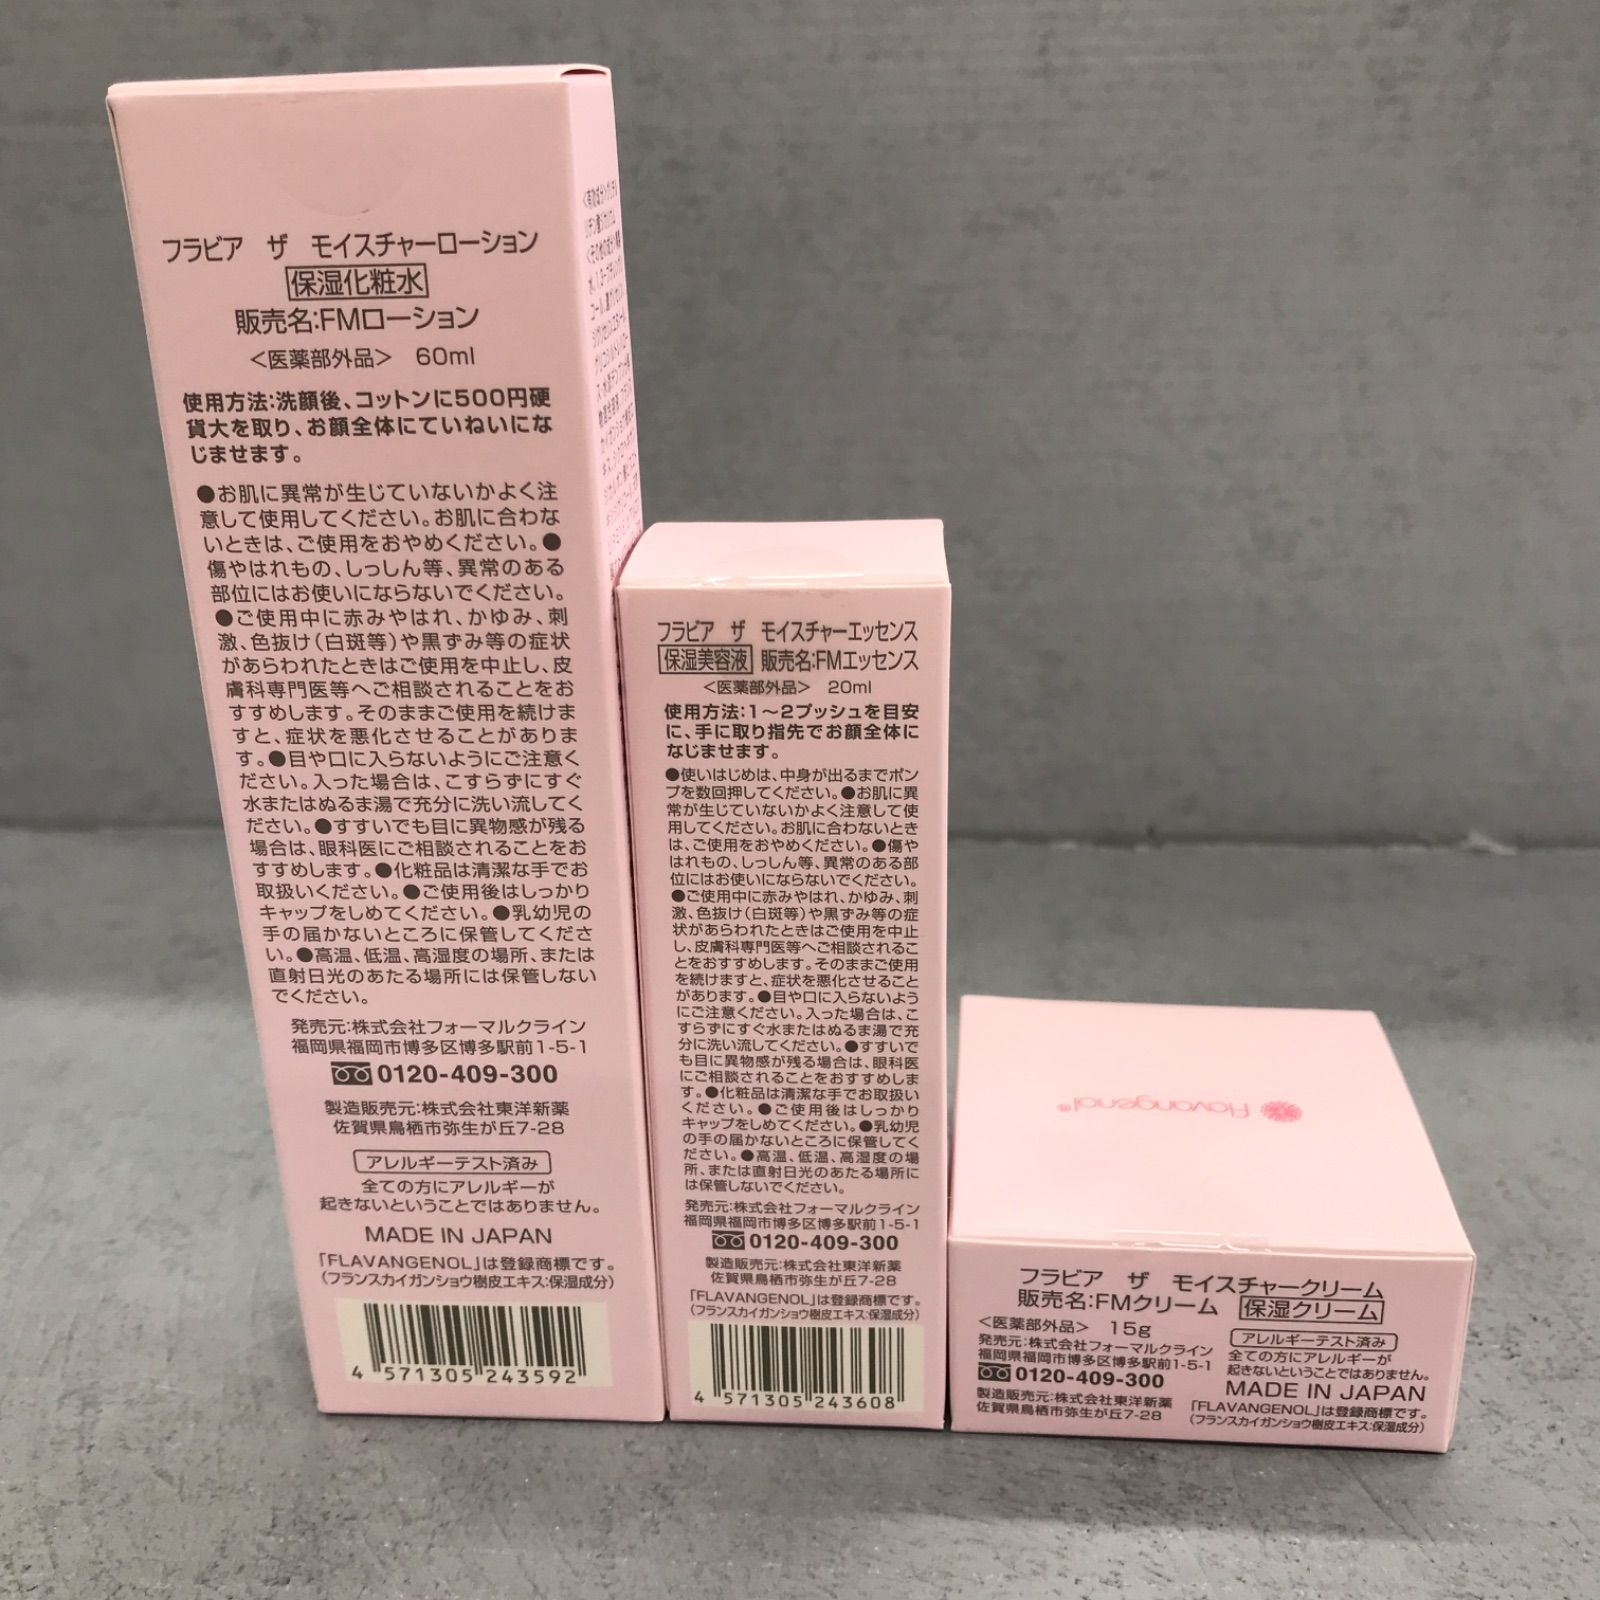 フラビア ザ モイスチャーローション
保湿化粧水
販売名:FMローション
<医薬部外品> 60ml
使用方法:洗顔後、コットンに500円硬
貨大を取り、お顔全体にていねいにな
じませます。
●お肌に異常が生じていないかよく注
意して使用してください。お肌に合わな
いときは、ご使用をおやめください。●
傷やはれもの、しっしん等、異常のある
部位にはお使いにならないでください。
●ご使用中に赤みやはれ、かゆみ、刺
激、色抜け(白斑等)や黒ずみ等の症状
があらわれたときはご使用を中止し、皮
膚科専門医等へご相談されることをお
すすめします。そのままご使用を続けま
すと、症状を悪化させることがありま
す。●目や口に入らないようにご注意く
ださい。入った場合は、こすらずにすぐ
水またはぬるま湯で充分に洗い流してく
ださい。●すすいでも目に異物感が残る
場合は、眼科医にご相談されることをお
すすめします。●化粧品は清潔な手でお
取扱いください。●ご使用後はしっかり
キャップをしめてください。●乳幼児の
手の届かないところに保管してくださ
い。●高温、低温、高湿度の場所、または
直射日光のあたる場所には保管しない
でください。
発売元:株式会社フォーマルクライン
福岡県福岡市博多区博多駅前1-5-1
0120-409-300
製造販売元:株式会社東洋新薬
佐賀県鳥栖市弥生が丘7-28
アレルギーテスト済み
全ての方にアレルギーが
起きないということではありません。
MADE IN JAPAN
「FLAVANGENOL」は登録商標です。
(フランスカイガンショウ樹皮エキス:保湿成分)
4 571305 243592
フラビア ザ モイスチャーエッセンス
保湿美容液 販売名:FMエッセンス
<医薬部外品> 20ml
使用方法:1～2プッシュを目安
に、手に取り指先でお顔全体に
なじませます。
●使いはじめは、中身が出るまでポン
プを数回押してください。●お肌に異
常が生じていないかよく注意して使
用してください。お肌に合わないとき
は、ご使用をおやめください。●傷や
はれもの、しっしん等、異常のある部
位にはお使いにならないでください。
●ご使用中に赤みやはれ、かゆみ、刺
激、色抜け(白斑等)や黒ずみ等の症
状があらわれたときはご使用を中止
し、皮膚科専門医等へご相談されるこ
とをおすすめします。そのままご使用
を続けますと、症状を悪化させること
があります。●目や口に入らないよう
にご注意ください。入った場合は、こ
すらずにすぐ水またはぬるま湯で充
分に洗い流してください。●すすいで
も目に異物感が残る場合は、眼科医
にご相談されることをおすすめしま
す。●化粧品は清潔な手でお取扱い
ください。●ご使用後はしっかり
キャップをしめてください。●乳幼児
の手の届かないところに保管してく
ださい。●高温、低温、高湿度の場
所、または直射日光のあたる場所に
は保管しないでください。
発売元:株式会社フォーマルクライン
福岡県福岡市博多区博多駅前1-5-1
0120-409-300
製造販売元:株式会社東洋新薬
佐賀県鳥栖市弥生が丘7-28
「FLAVANGENOL」は登録商標です。
(フランスカイガンショウ樹皮エキス:保湿成分)
4 571305 243608
Flavangenol®
フラビア ザ モイスチャークリーム
販売名:FMクリーム 保湿クリーム
<医薬部外品> 15g
発売元:株式会社フォーマルクライン
福岡県福岡市博多区博多駅前1-5-1
0120-409-300
製造販売元:株式会社東洋新薬
佐賀県鳥栖市弥生が丘7-28
アレルギーテスト済み
全ての方にアレルギーが
起きないということではありません。
MADE IN JAPAN
「FLAVANGENOL」は登録商標です。
(フランスカイガンショウ樹皮エキス:保湿成分)